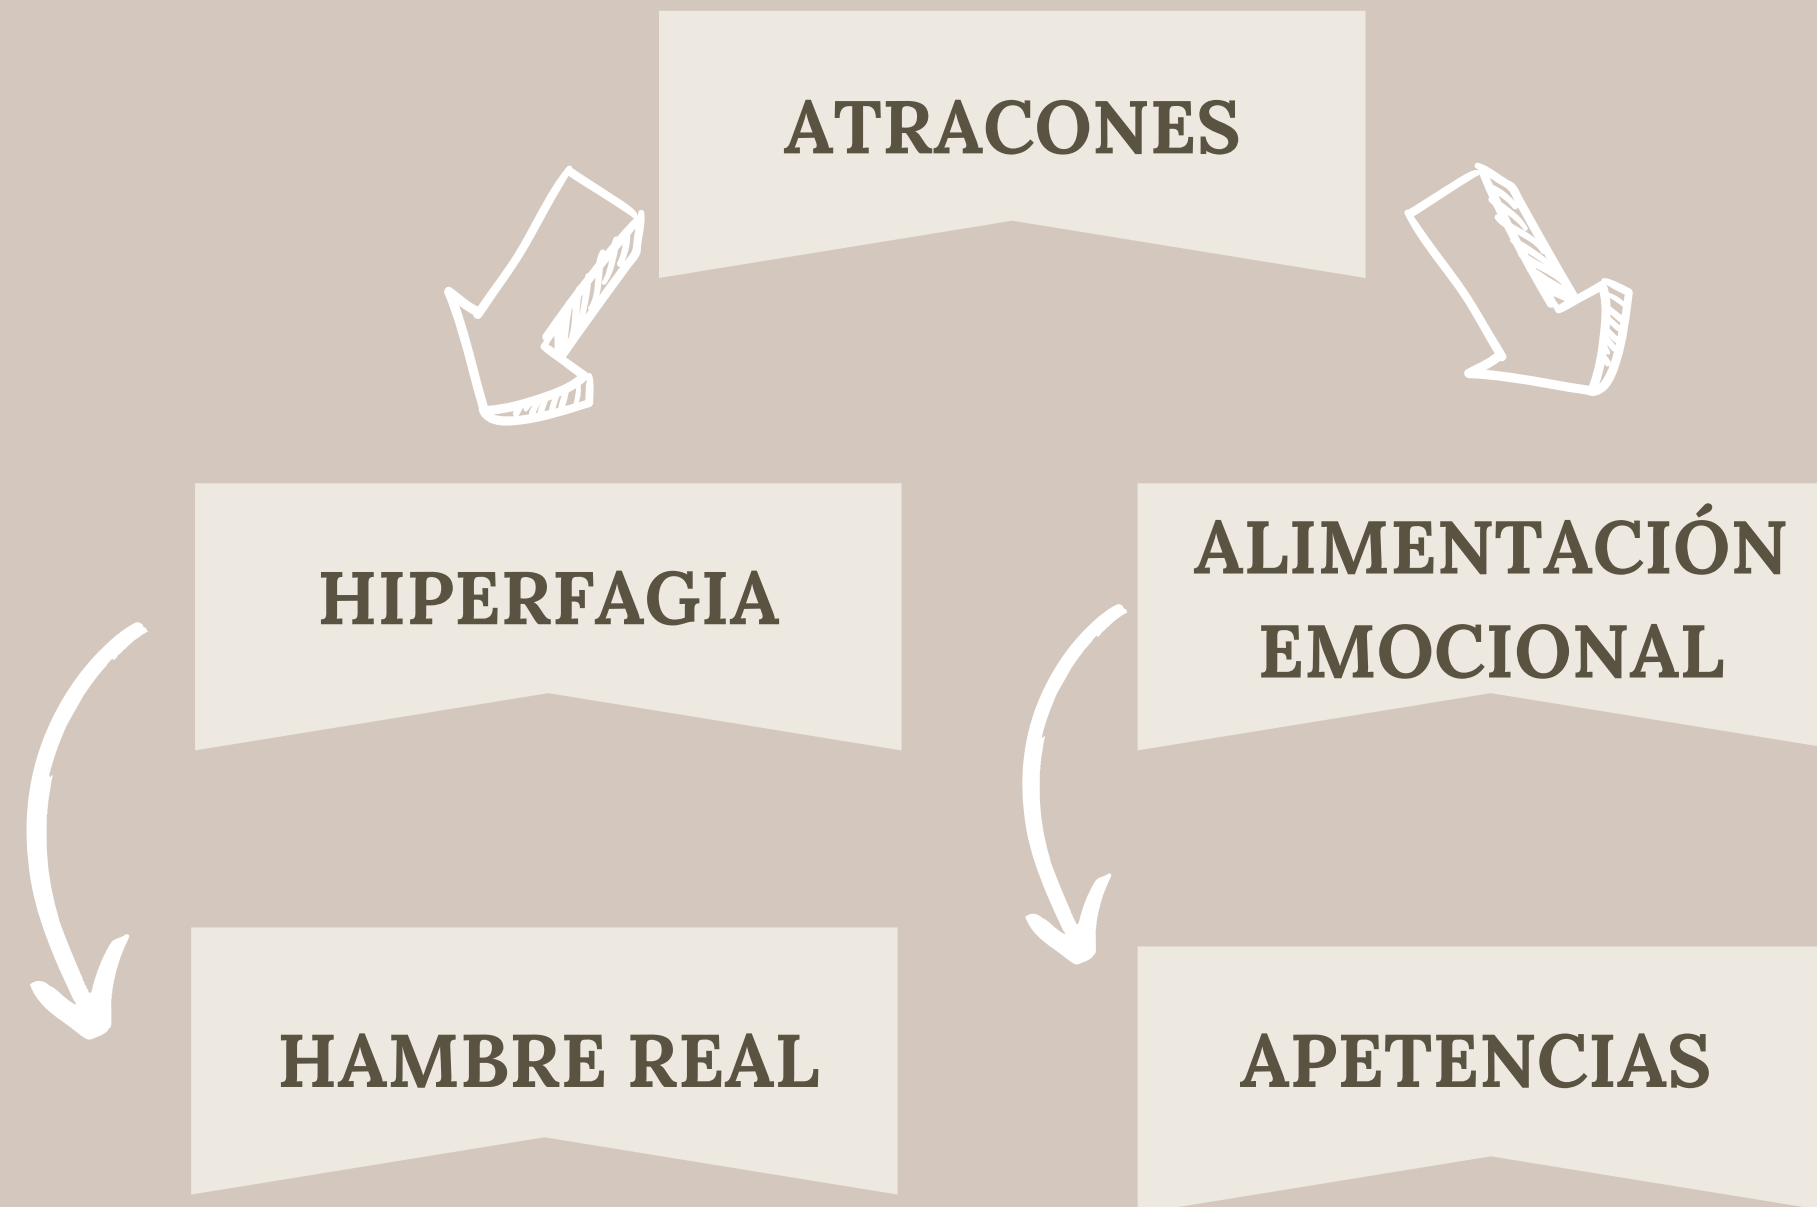 ATRACONES
HIPERFAGIA
ALIMENTACIÓN
EMOCIONAL
HAMBRE REAL
APETENCIAS